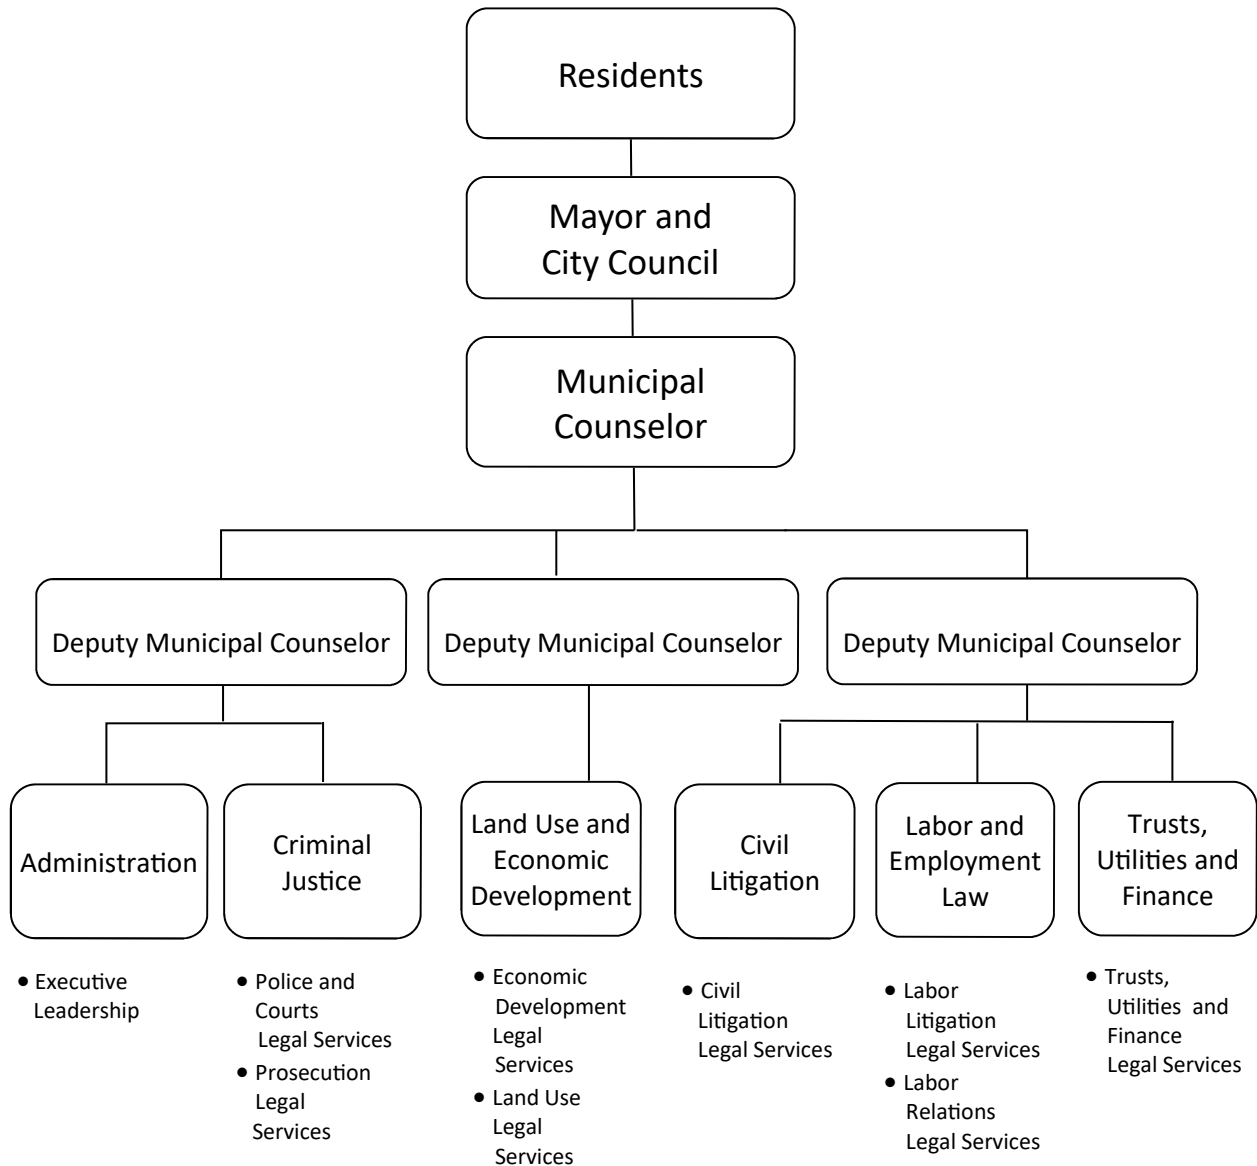 Residents
Mayor and
City Council
Municipal
Counselor
Deputy Municipal Counselor
Deputy Municipal Counselor
Deputy Municipal Counselor
Administration
Criminal
Justice
Land Use and
Economic
Development
Civil
Litigation
Labor and
Employment
Law
Trusts,
Utilities and
Finance
• Executive
Leadership
• Police and
Courts
Legal Services
• Prosecution
Legal
Services
• Economic
Development
Legal
Services
• Land Use
Legal
Services
• Civil
Litigation
Legal Services
• Labor
Litigation
Legal Services
• Labor
Relations
Legal Services
• Trusts,
Utilities and
Finance
Legal Services